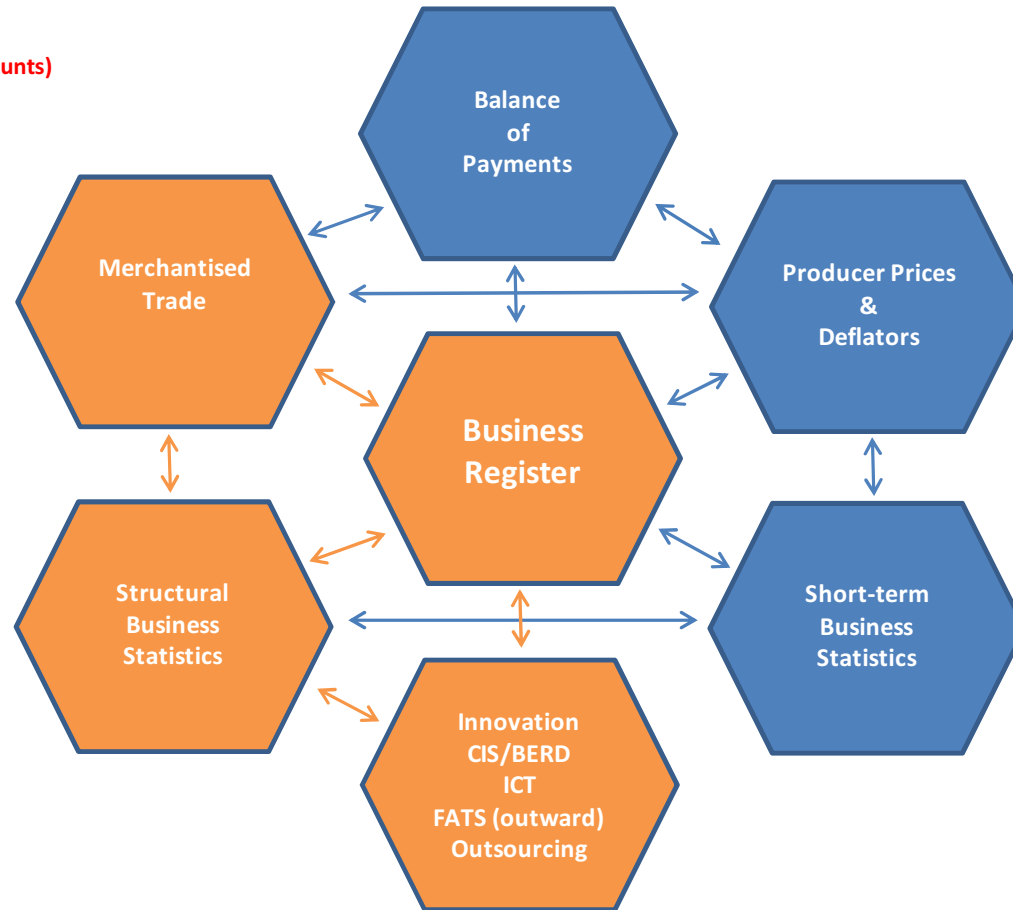 unts)
Balance
of
Payments
Merchantised
Trade
Producer Prices
&
Deflators
Business
Register
Structural
Business
Statistics
Short-term
Business
Statistics
Innovation
CIS/BERD
ICT
FATS (outward)
Outsourcing